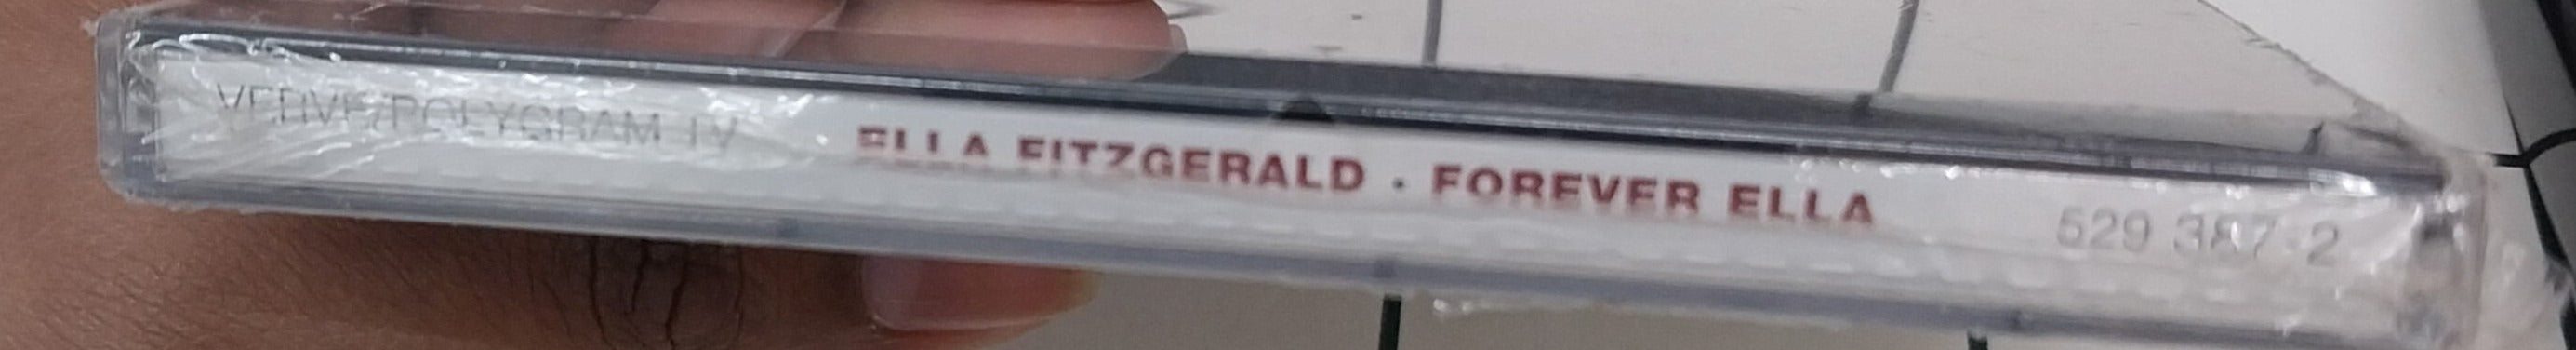 VERVE/POLYGRAM TV ELLA FITZGERALD · FOREVER ELLA 529 387-2